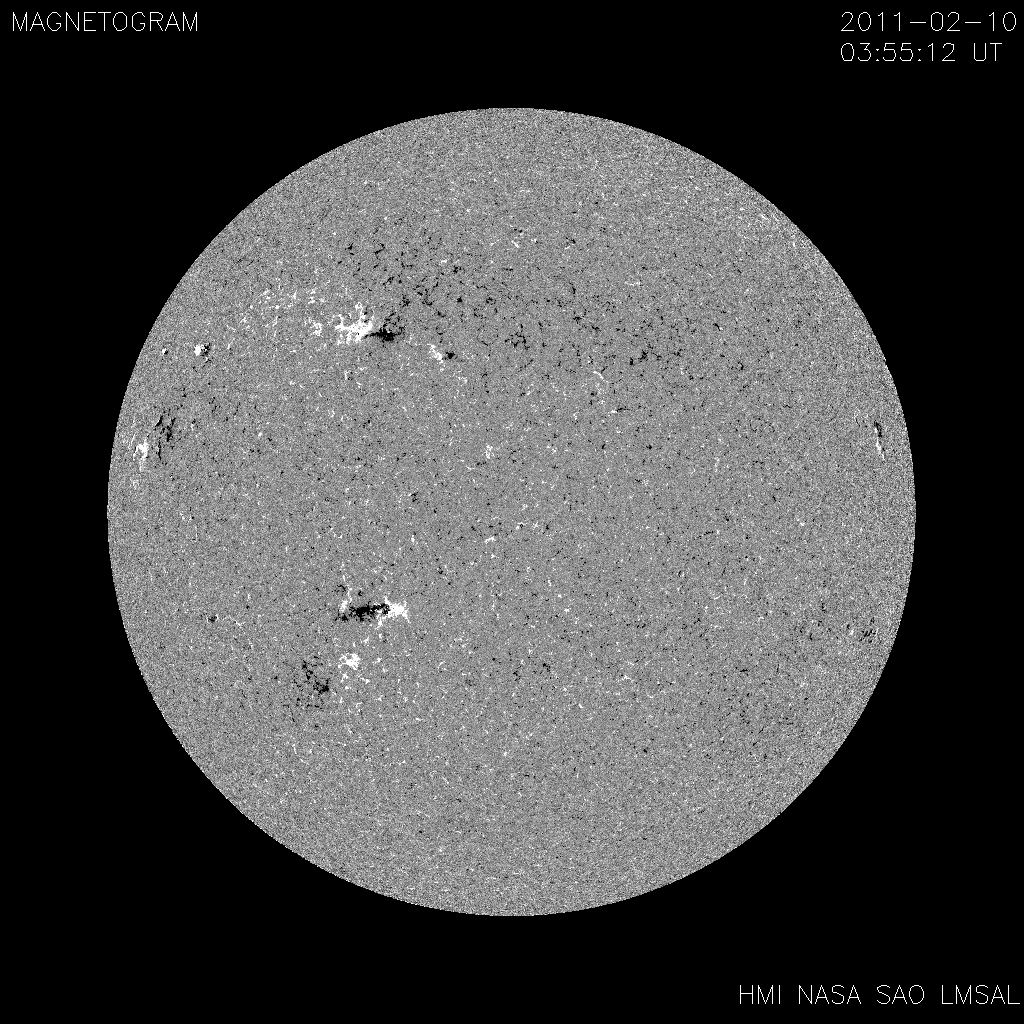 MAGNETOGRAM
2011-02-10
03:55:12 UT
HMI NASA SAO LMSAL